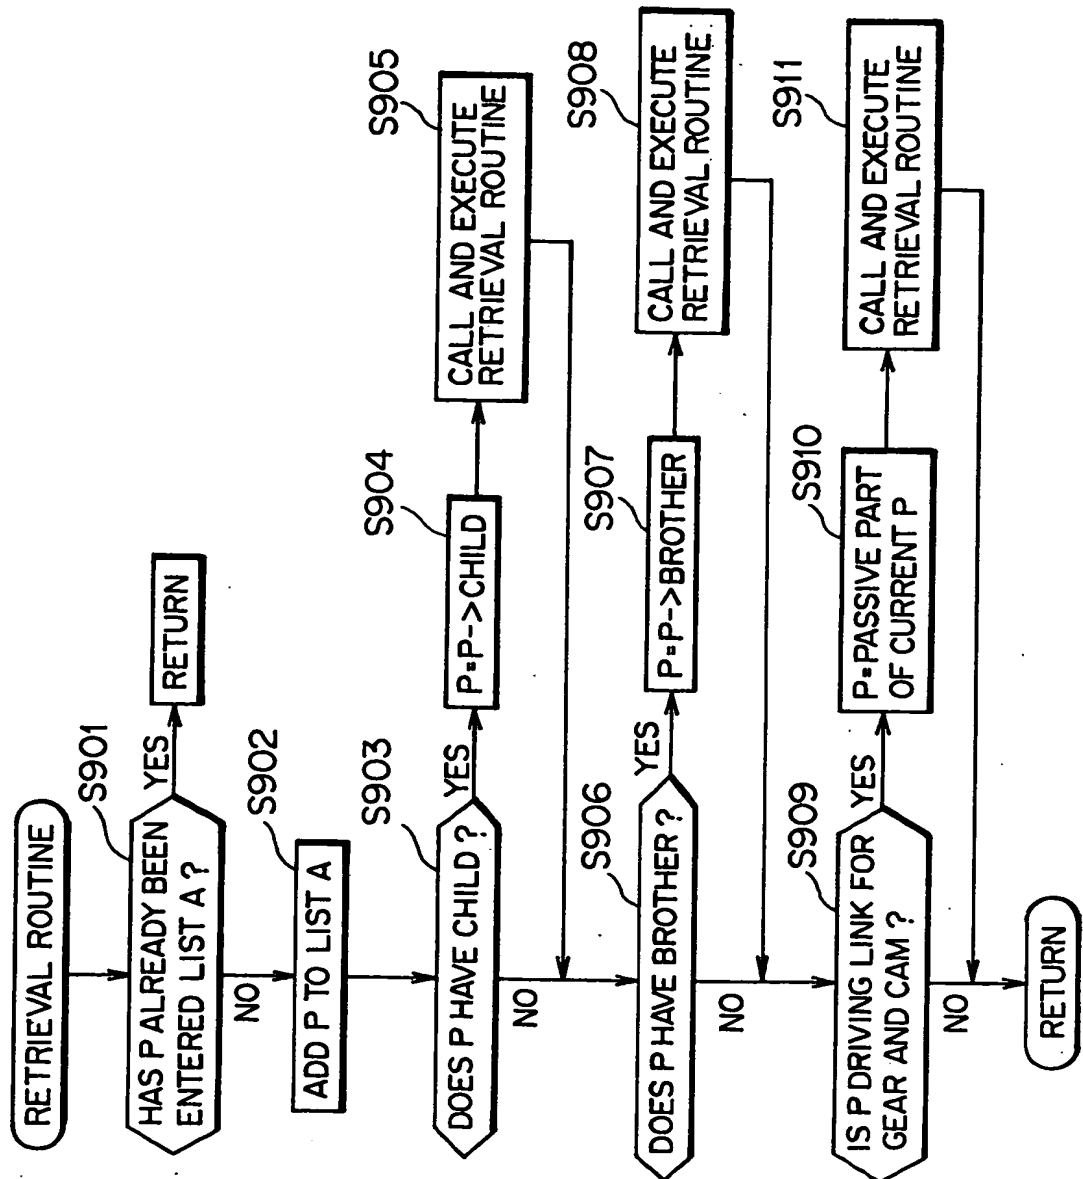 RETRIEVAL ROUTINE
S901
HAS P ALREADY BEEN
ENTERED LIST A ?
YES
RETURN
NO
S902
ADD P TO LIST A
S903
DOES P HAVE CHILD ?
YES
S904
P=P->CHILD
S905
CALL AND EXECUTE
RETRIEVAL ROUTINE
NO
S906
DOES P HAVE BROTHER ?
YES
S907
P=P->BROTHER
S908
CALL AND EXECUTE
RETRIEVAL ROUTINE
NO
S909
IS P DRIVING LINK FOR
GEAR AND CAM ?
YES
S910
P=PASSIVE PART
OF CURRENT P
S911
CALL AND EXECUTE
RETRIEVAL ROUTINE
NO
RETURN